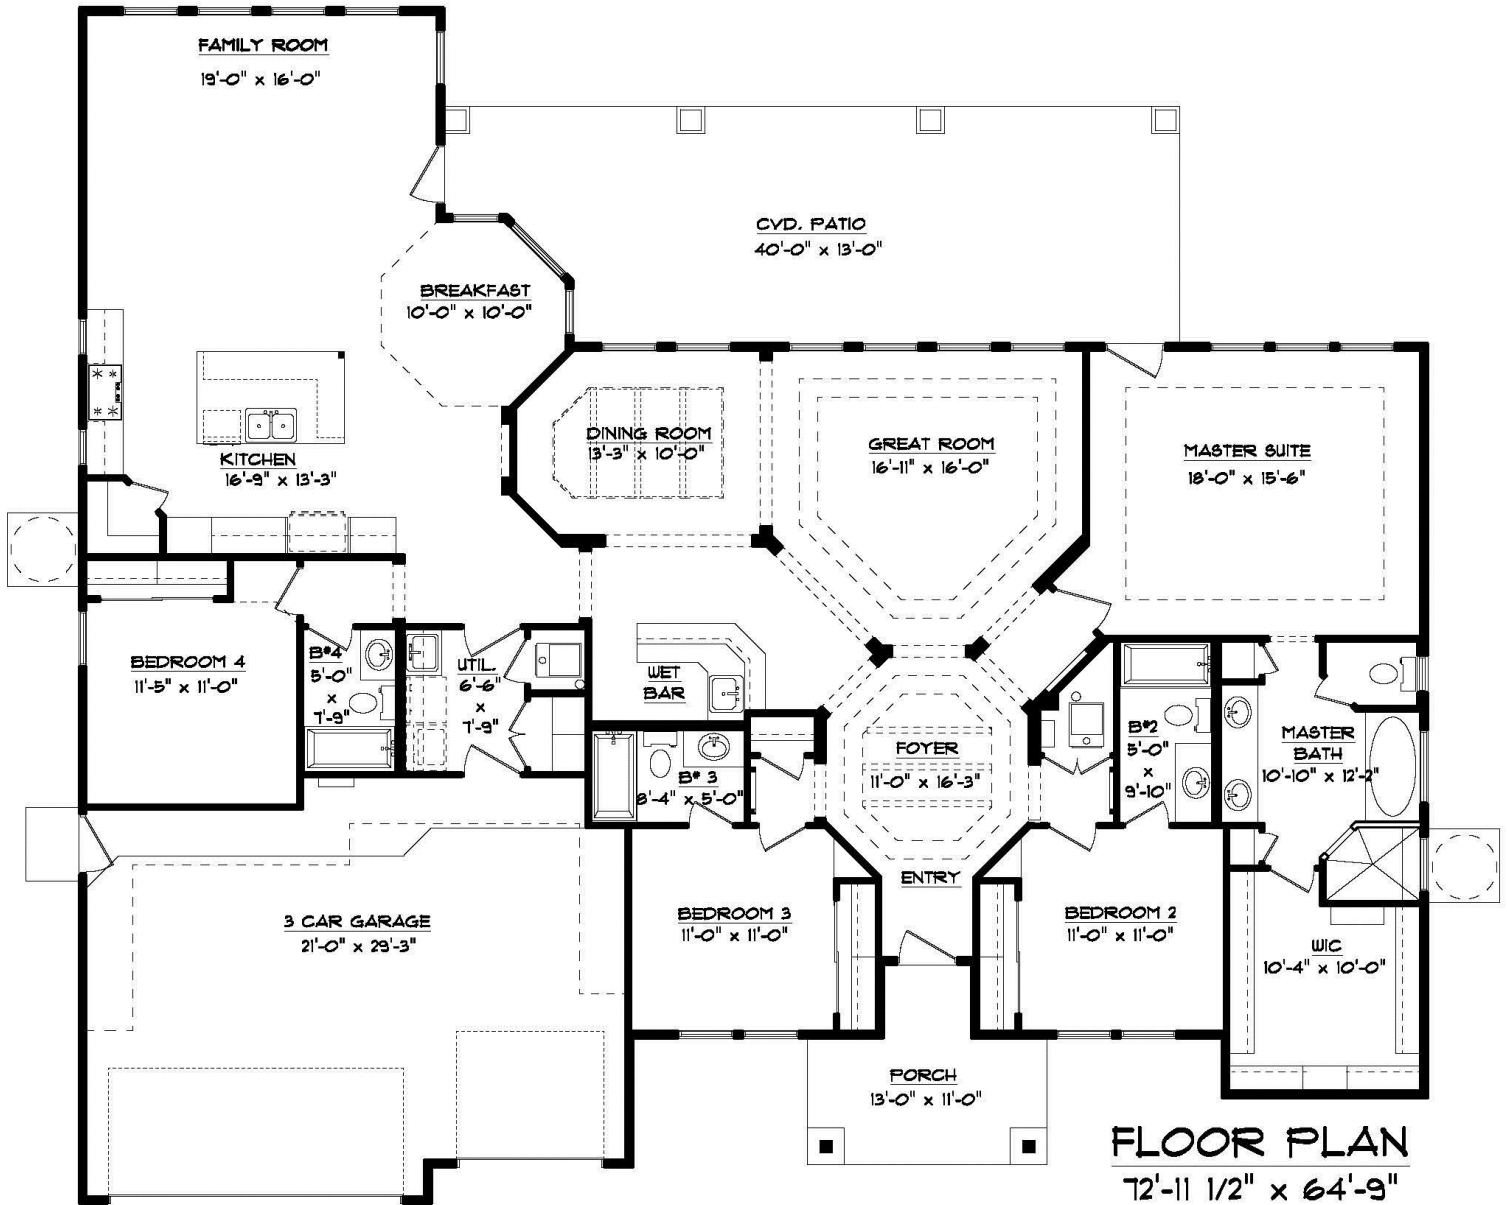 FAMILY ROOM
19'-0" x 16'-0"
CVD. PATIO
40'-0" x 13'-0"
BREAKFAST
10'-0" x 10'-0"
DINING ROOM
13'-3" x 10'-0"
GREAT ROOM
16'-11" x 16'-0"
MASTER SUITE
18'-0" x 15'-6"
KITCHEN
16'-9" x 13'-3"
BEDROOM 4
11'-5" x 11'-0"
B#4
5'-0"
x
7'-9"
UTIL.
6'-6"
x
7'-9"
WET
BAR
B# 3
8'-4" x 5'-0"
FOYER
11'-0" x 16'-3"
B#2
5'-0"
x
9'-10"
MASTER
BATH
10'-10" x 12'-2"
ENTRY
3 CAR GARAGE
21'-0" x 29'-3"
BEDROOM 3
11'-0" x 11'-0"
BEDROOM 2
11'-0" x 11'-0"
WIC
10'-4" x 10'-0"
PORCH
13'-0" x 11'-0"
FLOOR PLAN
72'-11 1/2" x 64'-9"